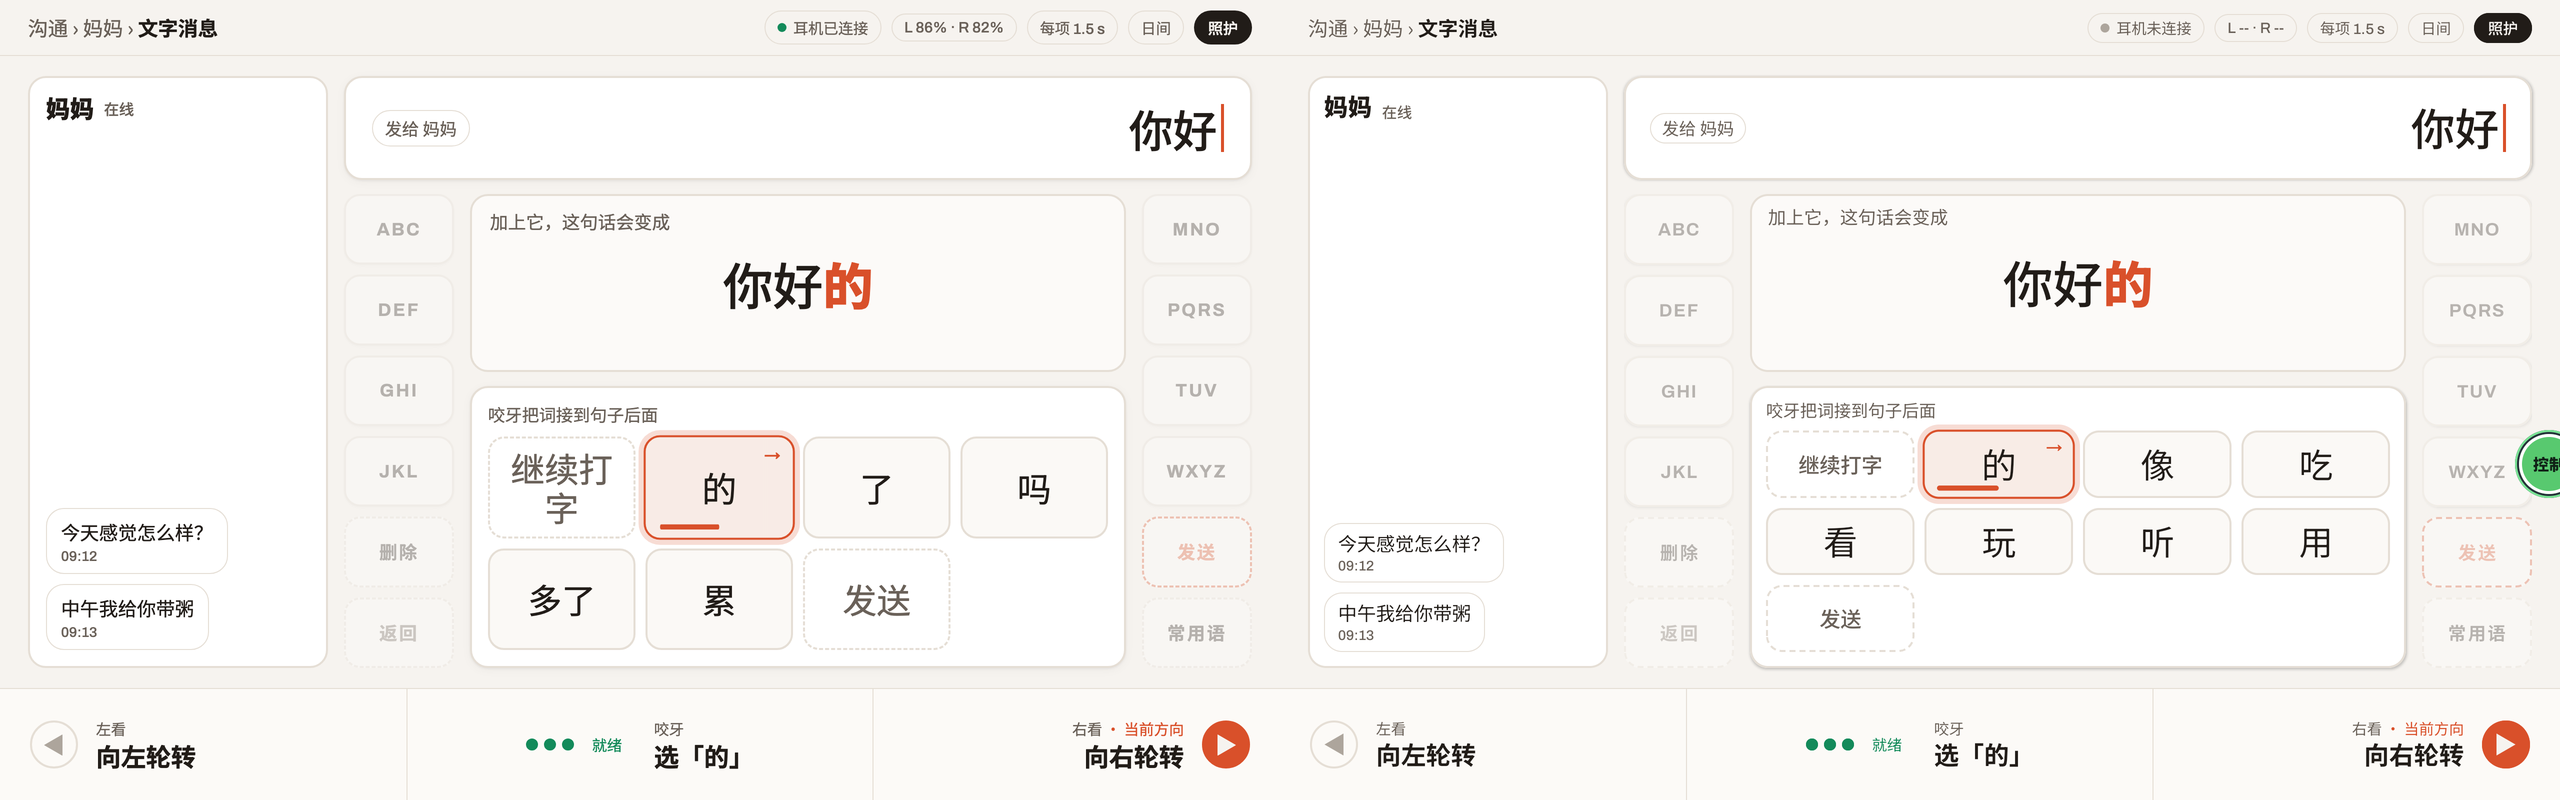 沟通 › 妈妈 › 文字消息
耳机已连接
L 86% · R 82%
每项 1.5 s
日间
照护
妈妈 在线
今天感觉怎么样？
09:12
中午我给你带粥
09:13
发给 妈妈
你好
ABC
DEF
GHI
JKL
删除
返回
加上它，这句话会变成
你好的
咬牙把词接到句子后面
继续打
字
的 →
了
吗
多了
累
发送
MNO
PQRS
TUV
WXYZ
发送
常用语
左看
向左轮转
就绪
咬牙
选「的」
右看 · 当前方向
向右轮转
沟通 › 妈妈 › 文字消息
耳机未连接
L -- · R --
每项 1.5 s
日间
照护
妈妈 在线
今天感觉怎么样？
09:12
中午我给你带粥
09:13
发给 妈妈
你好
ABC
DEF
GHI
JKL
删除
返回
加上它，这句话会变成
你好的
咬牙把词接到句子后面
继续打字
的 →
像
吃
看
玩
听
用
发送
MNO
PQRS
TUV
WXYZ
发送
常用语
左看
向左轮转
就绪
咬牙
选「的」
右看 · 当前方向
向右轮转